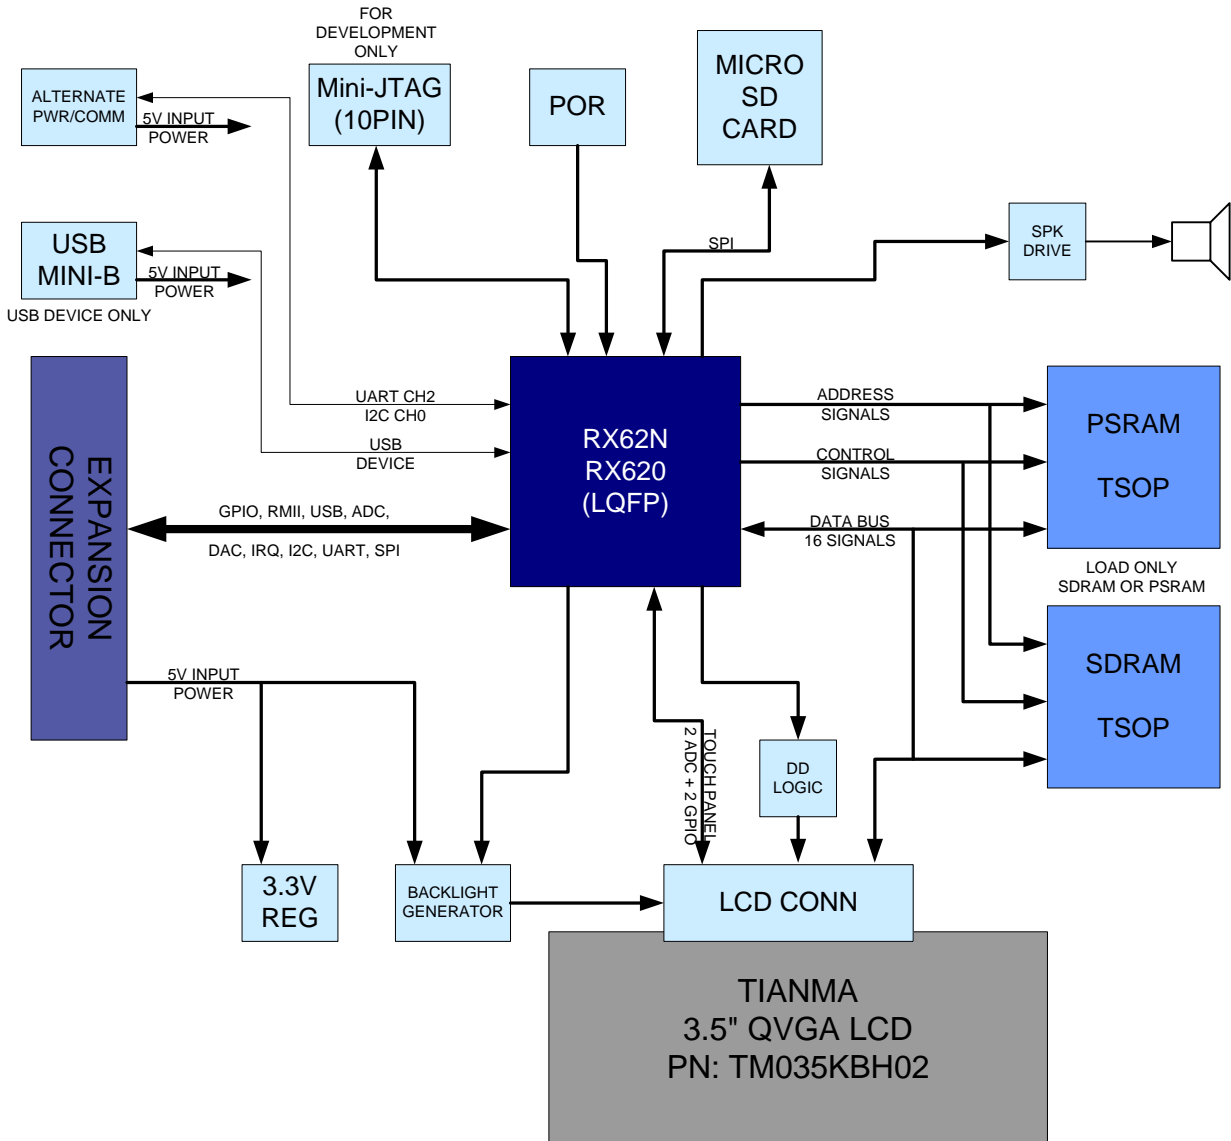 FOR
DEVELOPMENT
ONLY
ALTERNATE
PWR/COMM
5V INPUT
POWER
Mini-JTAG
(10PIN)
POR
MICRO
SD
CARD
USB
MINI-B
5V INPUT
POWER
USB DEVICE ONLY
SPI
SPK
DRIVE
UART CH2
I2C CH0
USB
DEVICE
EXPANSION
CONNECTOR
GPIO, RMII, USB, ADC,
DAC, IRQ, I2C, UART, SPI
RX62N
RX620
(LQFP)
ADDRESS
SIGNALS
CONTROL
SIGNALS
DATA BUS
16 SIGNALS
PSRAM
TSOP
LOAD ONLY
SDRAM OR PSRAM
SDRAM
TSOP
5V INPUT
POWER
TOUCH PANEL
2 ADC + 2 GPIO
DD
LOGIC
3.3V
REG
BACKLIGHT
GENERATOR
LCD CONN
TIANMA
3.5" QVGA LCD
PN: TM035KBH02